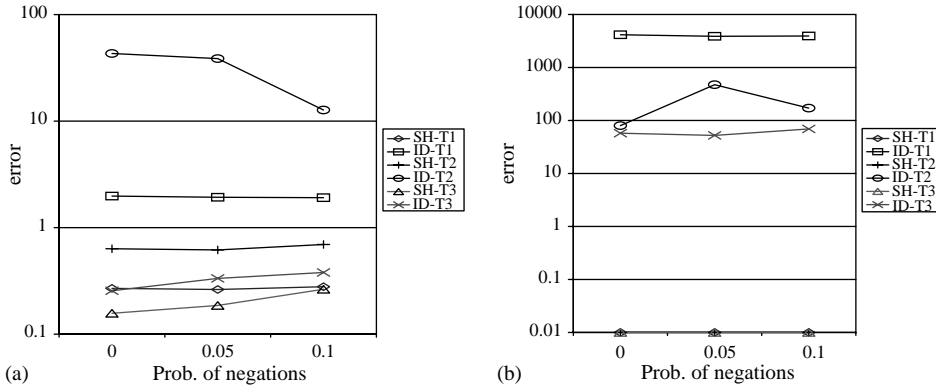 100
10
1
0.1
error
0
0.05
0.1
Prob. of negations
(a)
SH-T1
ID-T1
SH-T2
ID-T2
SH-T3
ID-T3
10000
1000
100
10
1
0.1
0.01
error
0
0.05
0.1
Prob. of negations
(b)
SH-T1
ID-T1
ID-T2
SH-T3
ID-T3